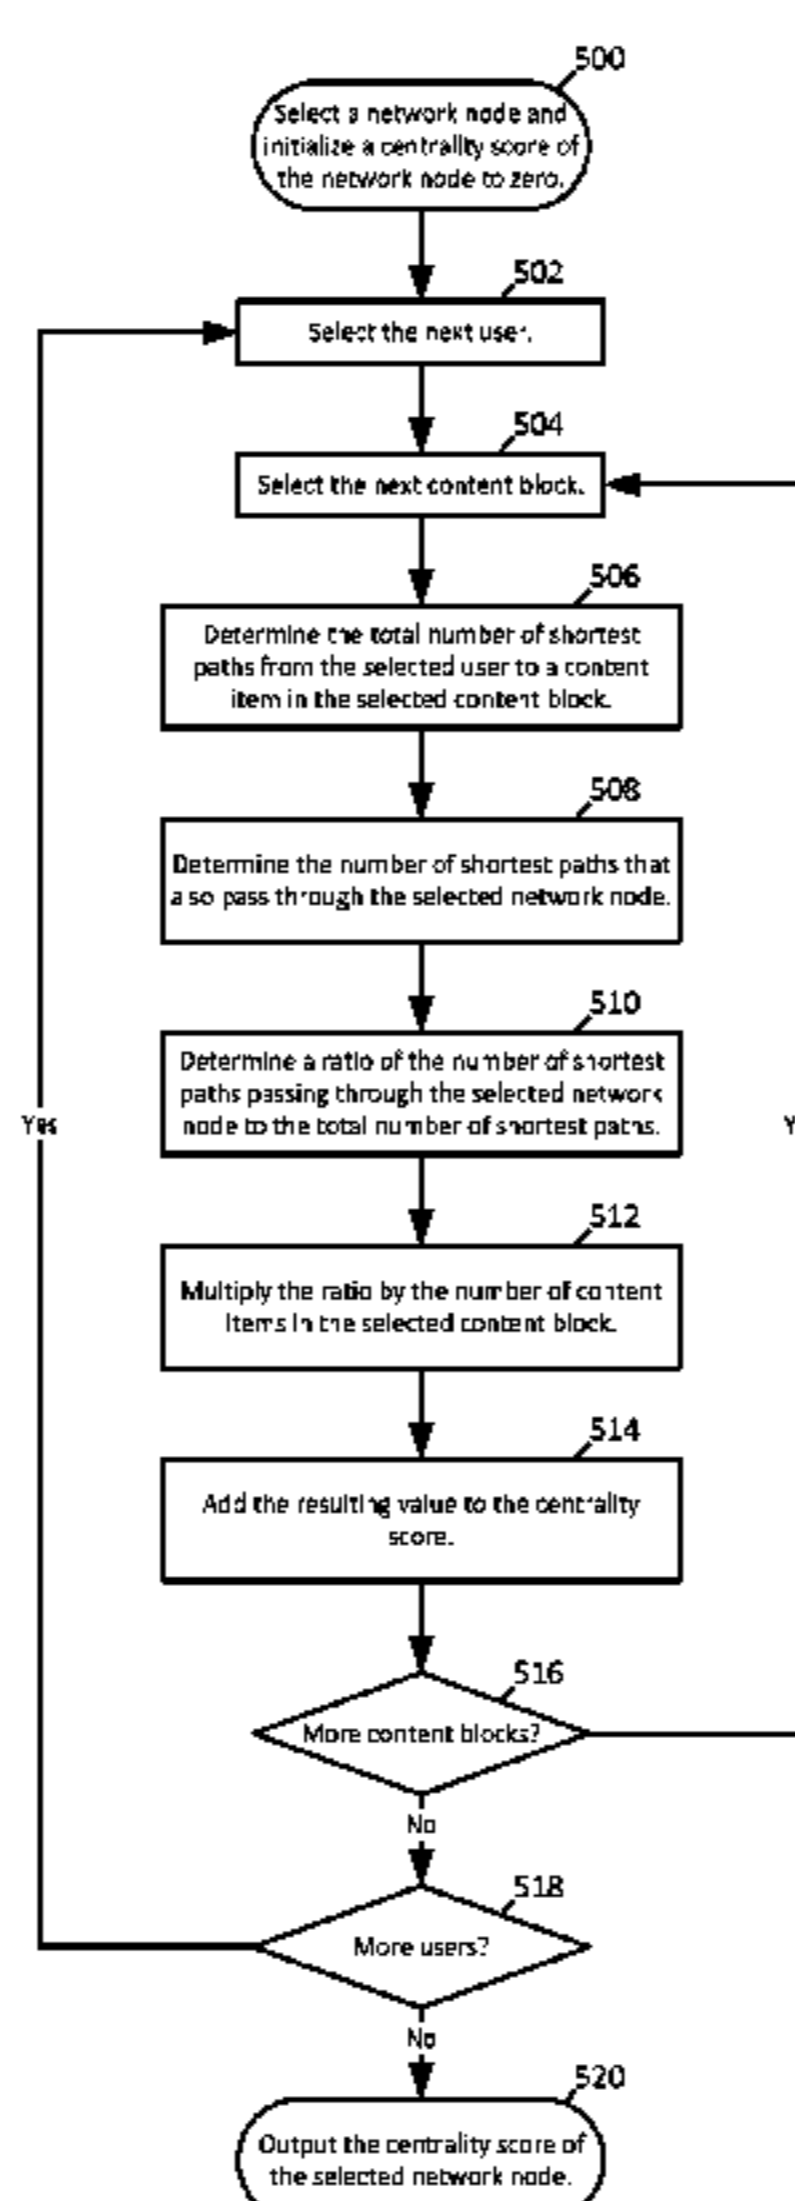 500
Select a network node and
initialize a centrality score of
the network node to zero.
502
Select the next user.
504
Select the next content block.
506
Determine the total number of shortest
paths from the selected user to a content
item in the selected content block.
508
Determine the number of shortest paths that
also pass through the selected network node.
510
Determine a ratio of the number of shortest
paths passing through the selected network
node to the total number of shortest paths.
Yes
Y
512
Multiply the ratio by the number of content
items in the selected content block.
514
Add the resulting value to the centrality
score.
516
More content blocks?
No
518
More users?
No
520
Output the centrality score of
the selected network node.